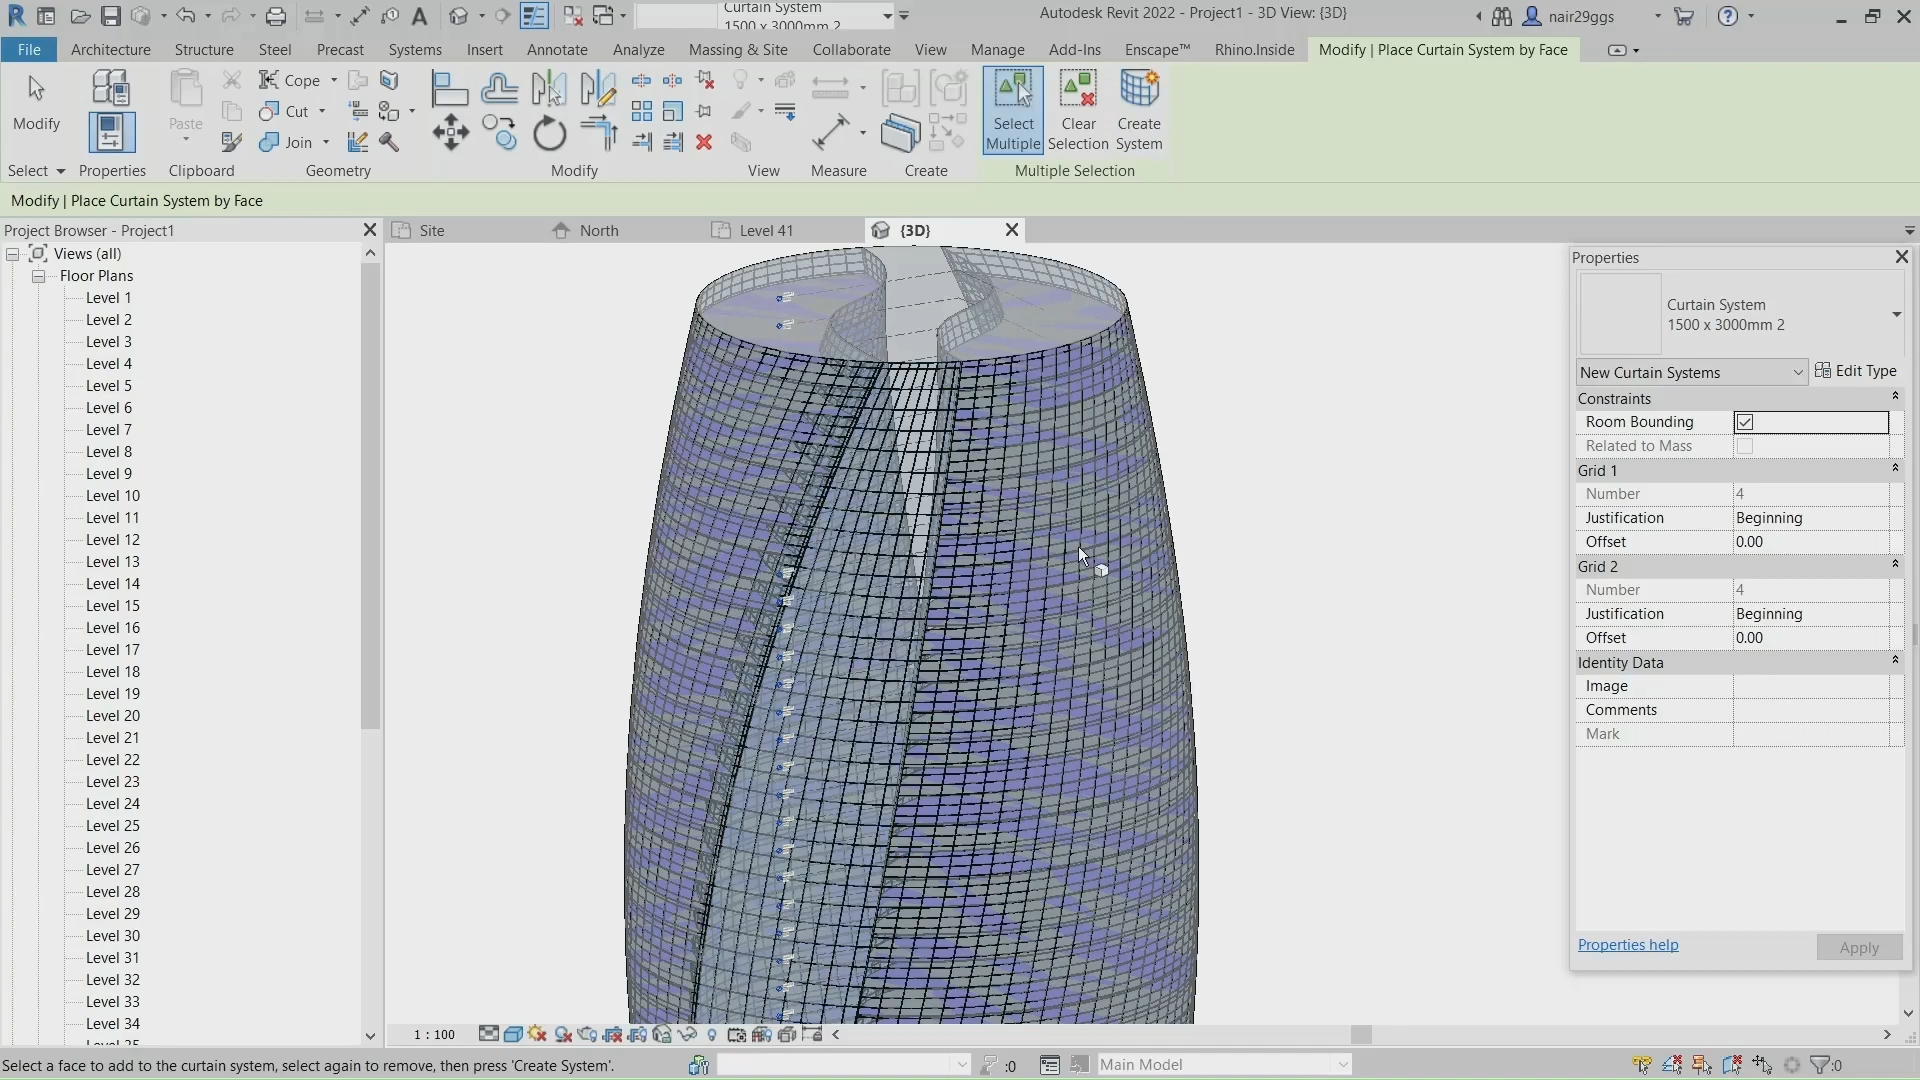 Curtain System
1500 x 3000mm 2
Autodesk Revit 2022 - Project1 - 3D View: {3D}
nair29ggs
File Architecture Structure Steel Precast Systems Insert Annotate Analyze Massing & Site Collaborate View Manage Add-Ins Enscape™ Rhino.Inside Modify | Place Curtain System by Face
Modify
Paste
Cope
Cut
Join
Select Multiple
Clear Selection
Create System
Select Properties Clipboard Geometry Modify View Measure Create Multiple Selection
Modify | Place Curtain System by Face
Project Browser - Project1
Views (all)
Floor Plans
Level 1
Level 2
Level 3
Level 4
Level 5
Level 6
Level 7
Level 8
Level 9
Level 10
Level 11
Level 12
Level 13
Level 14
Level 15
Level 16
Level 17
Level 18
Level 19
Level 20
Level 21
Level 22
Level 23
Level 24
Level 25
Level 26
Level 27
Level 28
Level 29
Level 30
Level 31
Level 32
Level 33
Level 34
Site North Level 41 {3D}
Properties
Curtain System
1500 x 3000mm 2
New Curtain Systems Edit Type
Constraints
Room Bounding
Related to Mass
Grid 1
Number 4
Justification Beginning
Offset 0.00
Grid 2
Number 4
Justification Beginning
Offset 0.00
Identity Data
Image
Comments
Mark
Properties help Apply
1 : 100
Select a face to add to the curtain system, select again to remove, then press 'Create System'.
:0 Main Model :0